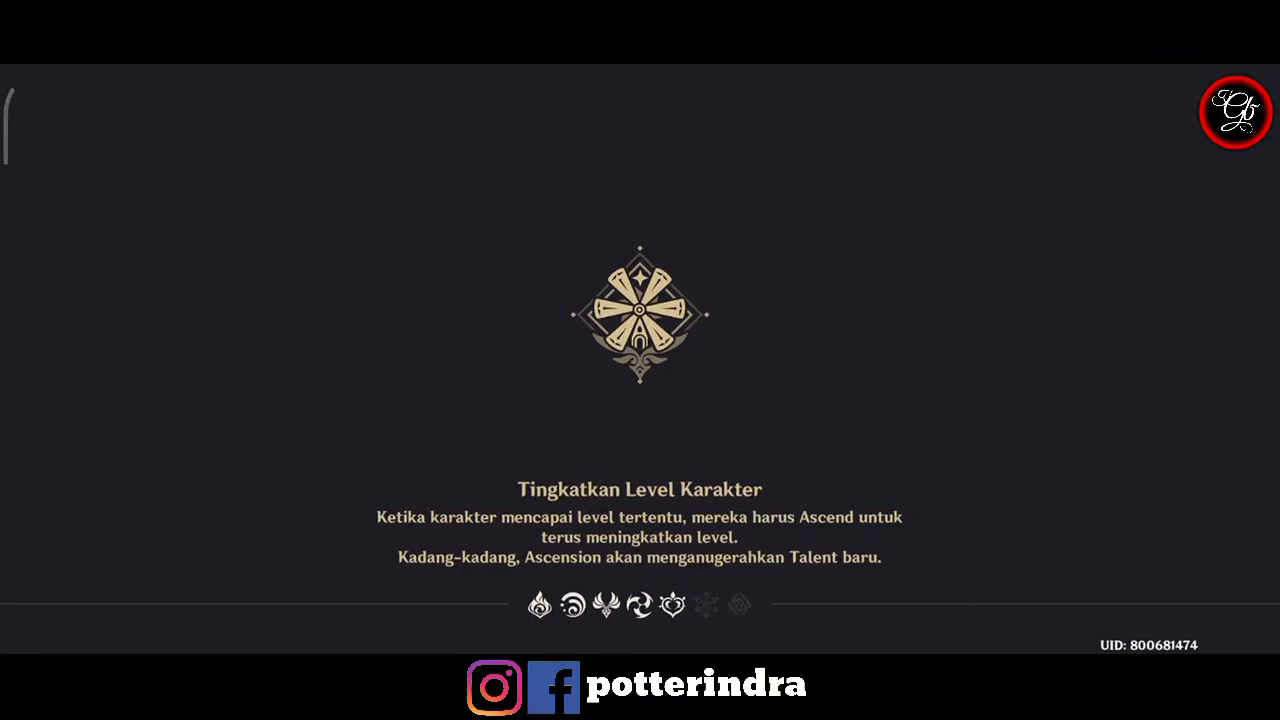 Gb
Tingkatkan Level Karakter
Ketika karakter mencapai level tertentu, mereka harus Ascend untuk
terus meningkatkan level.
Kadang-kadang, Ascension akan menganugerahkan Talent baru.
UID: 800681474
potterindra